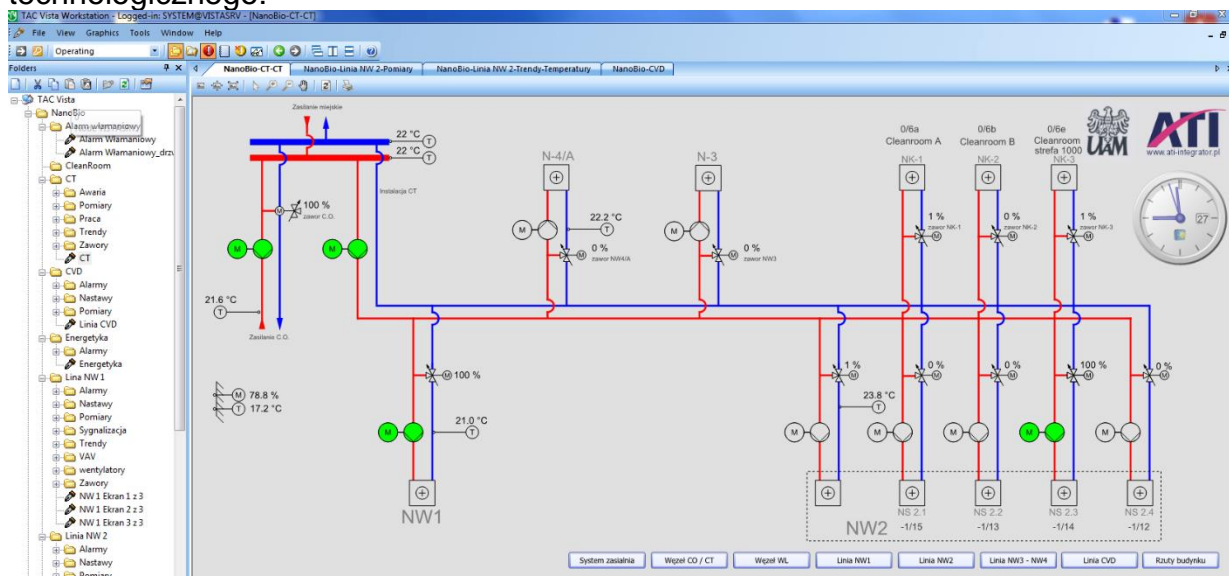 technologicznego.
TAC Vista Workstation - Logged-in: SYSTEM@VISTASRV - [NanoBio-CT-CT]
File View Graphics Tools Window Help
Operating
Folders
NanoBio-CT-CT NanoBio-Linia NW 2-Pomiary NanoBio-Linia NW 2-Trendy-Temperatury NanoBio-CVD
TAC Vista
NanoBio
Alarm włamaniowy
Alarm Włamaniowy
Alarm Włamaniowy_drzw
CleanRoom
CT
Awaria
Pomiary
Praca
Trendy
Zawory
CT
CVD
Alarmy
Nastawy
Pomiary
Linia CVD
Energetyka
Alarmy
Energetyka
Lina NW 1
Alarmy
Nastawy
Pomiary
Sygnalizacja
Trendy
VAV
wentylatory
Zawory
NW 1 Ekran 1 z 3
NW 1 Ekran 2 z 3
NW 1 Ekran 3 z 3
Linia NW 2
Alarmy
Nastawy
Pomiary
Zasilanie miejskie
22 °C T
22 °C T
Instalacja CT
M 100 %
zawor C.O.
M M
21.6 °C
T
Zasilanie C.O.
M 78.8 %
T 17.2 °C
N-4/A
M
22.2 °C
T
0 %
M zawor NW4/A
N-3
M
0 %
M zawor NW3
0/6a
Cleanroom A
NK-1
1 %
zawor NK-1
M
0/6b
Cleanroom B
NK-2
0 %
zawor NK-2
M
0/6e
Cleanroom
strefa 1000
NK-3
1 %
zawor NK-3
M
UAM
ATI
www.ati-integrator.pl
27
M 100 %
M
21.0 °C
T
NW1
1 %
M
23.8 °C
T
0 %
M
0 %
M
100 %
M
0 %
M
M M M M M
NW2
NS 2.1
-1/15
NS 2.2
-1/13
NS 2.3
-1/14
NS 2.4
-1/12
System zasialnia Węzeł CO / CT Węzeł WL Linia NW1 Linia NW2 Linia NW3 - NW4 Linia CVD Rzuty budynku